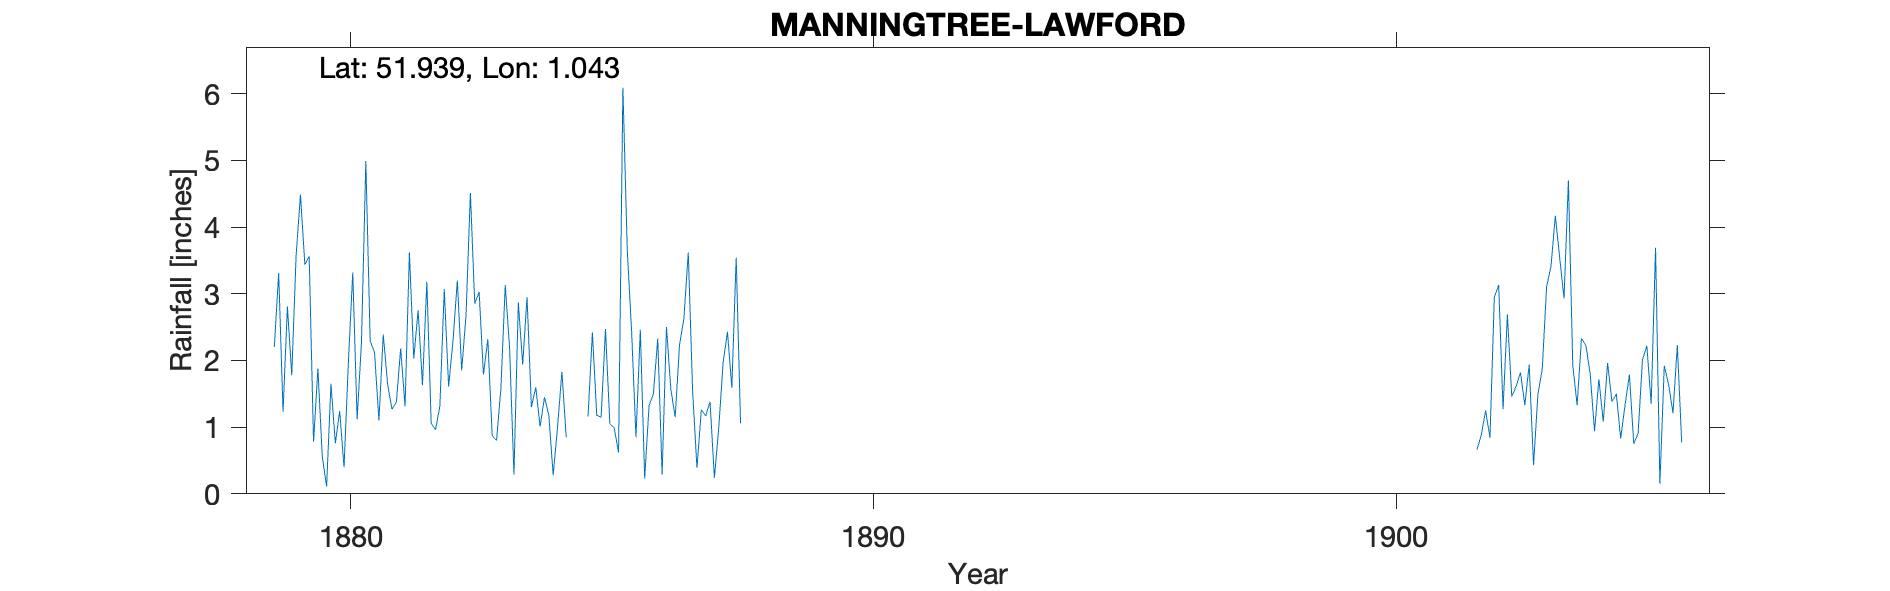 MANNINGTREE-LAWFORD
Lat: 51.939, Lon: 1.043
Rainfall [inches]
6
5
4
3
2
1
0
1880 1890 1900
Year